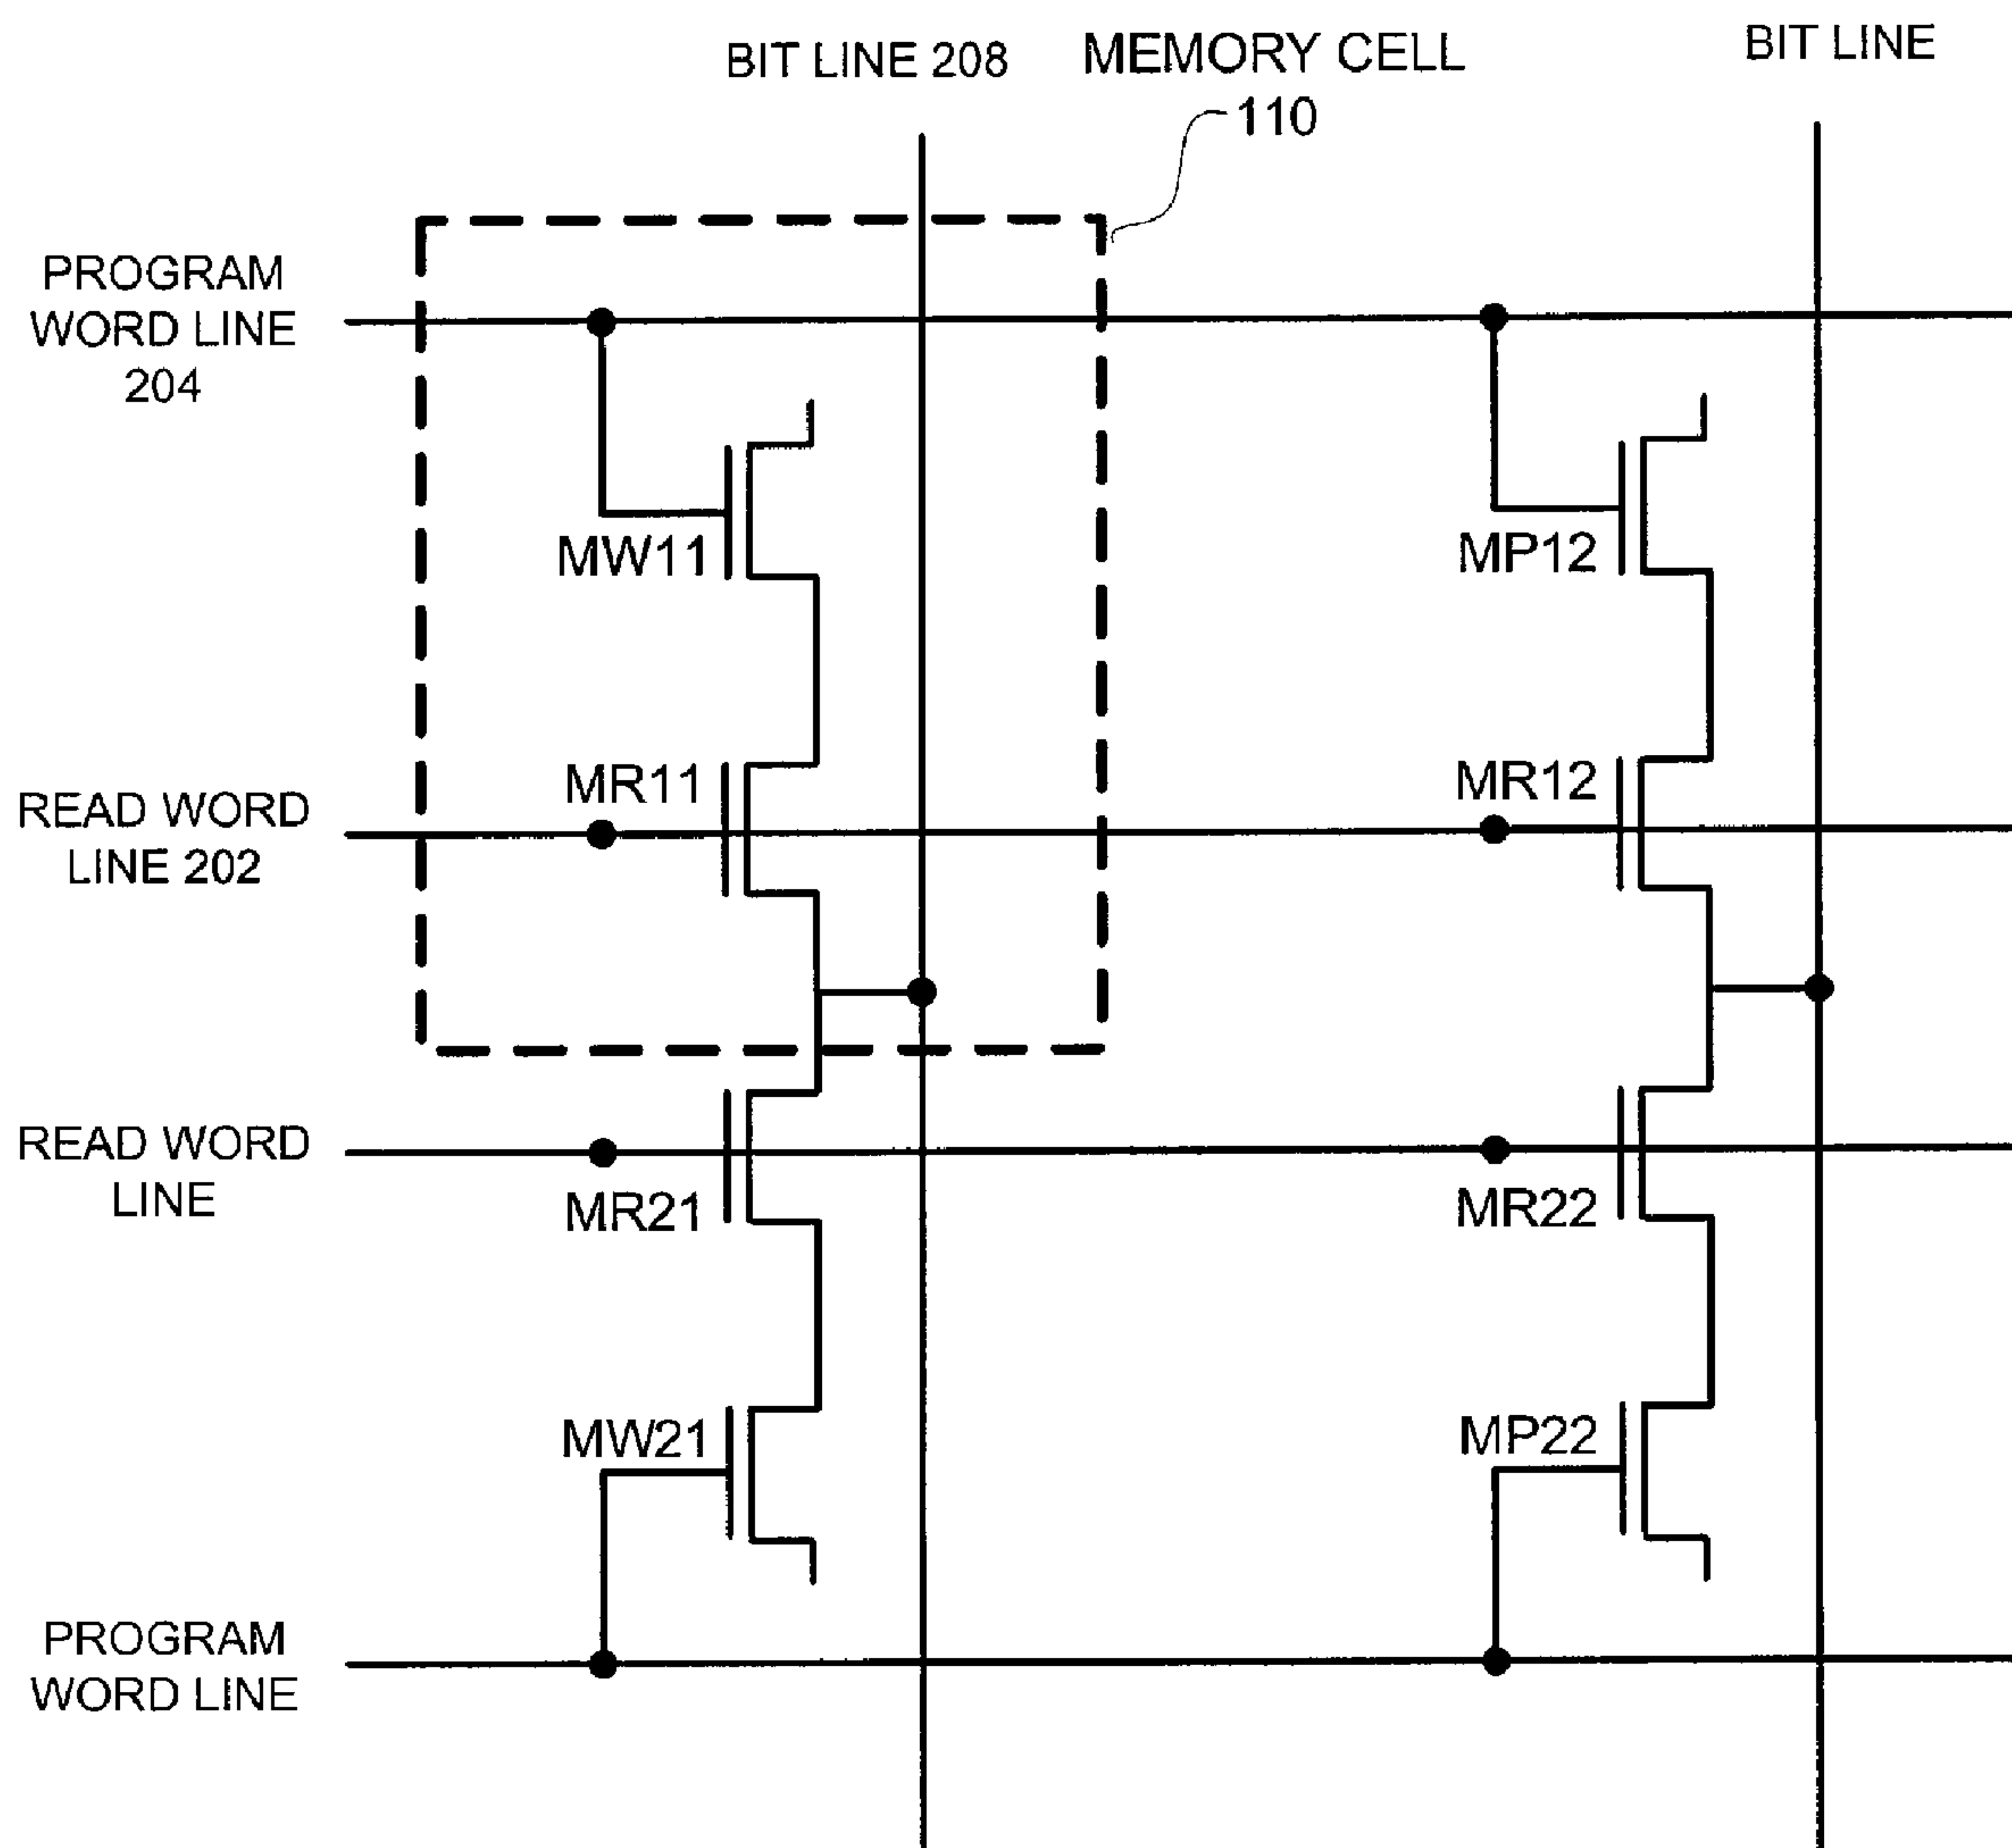 BIT LINE 208
MEMORY CELL
110
BIT LINE
PROGRAM
WORD LINE
204
MW11
MP12
MR11
MR12
READ WORD
LINE 202
READ WORD
LINE
MR21
MR22
MW21
MP22
PROGRAM
WORD LINE